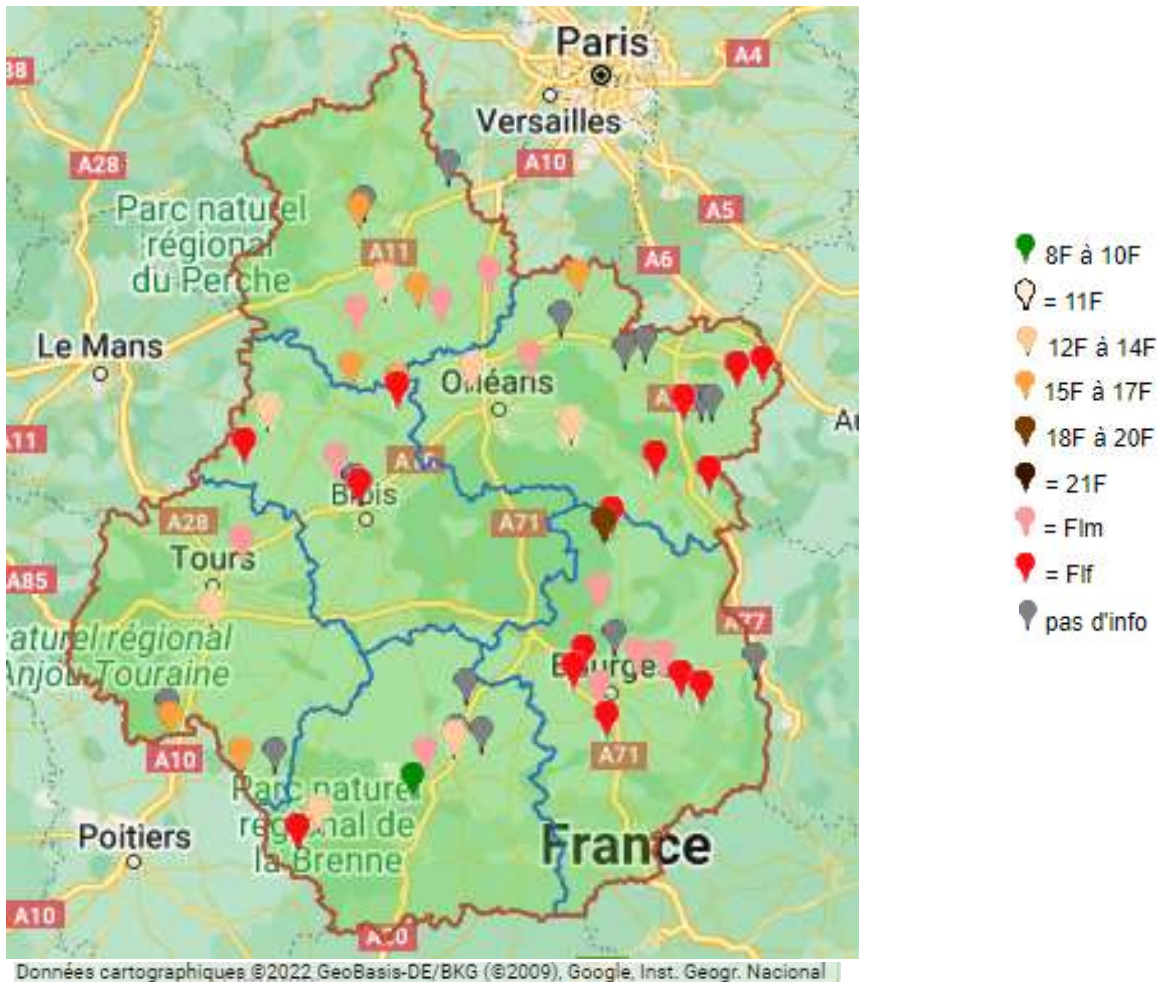 Paris
A4
Versailles
A28
A10
Parc naturel
régional
du Perche
A5
A11
A6
Le Mans
Orléans
A11
Blois
A28
A71
Tours
A85
A77
Anjou-Touraine
A10
A71
Parc naturel
régional de
la Brenne
Poitiers
France
A10
8F à 10F
= 11F
12F à 14F
15F à 17F
18F à 20F
= 21F
= Flm
= Flf
pas d'info
Données cartographiques ©2022 GeoBasis-DE/BKG (©2009), Google, Inst. Geogr. Nacional